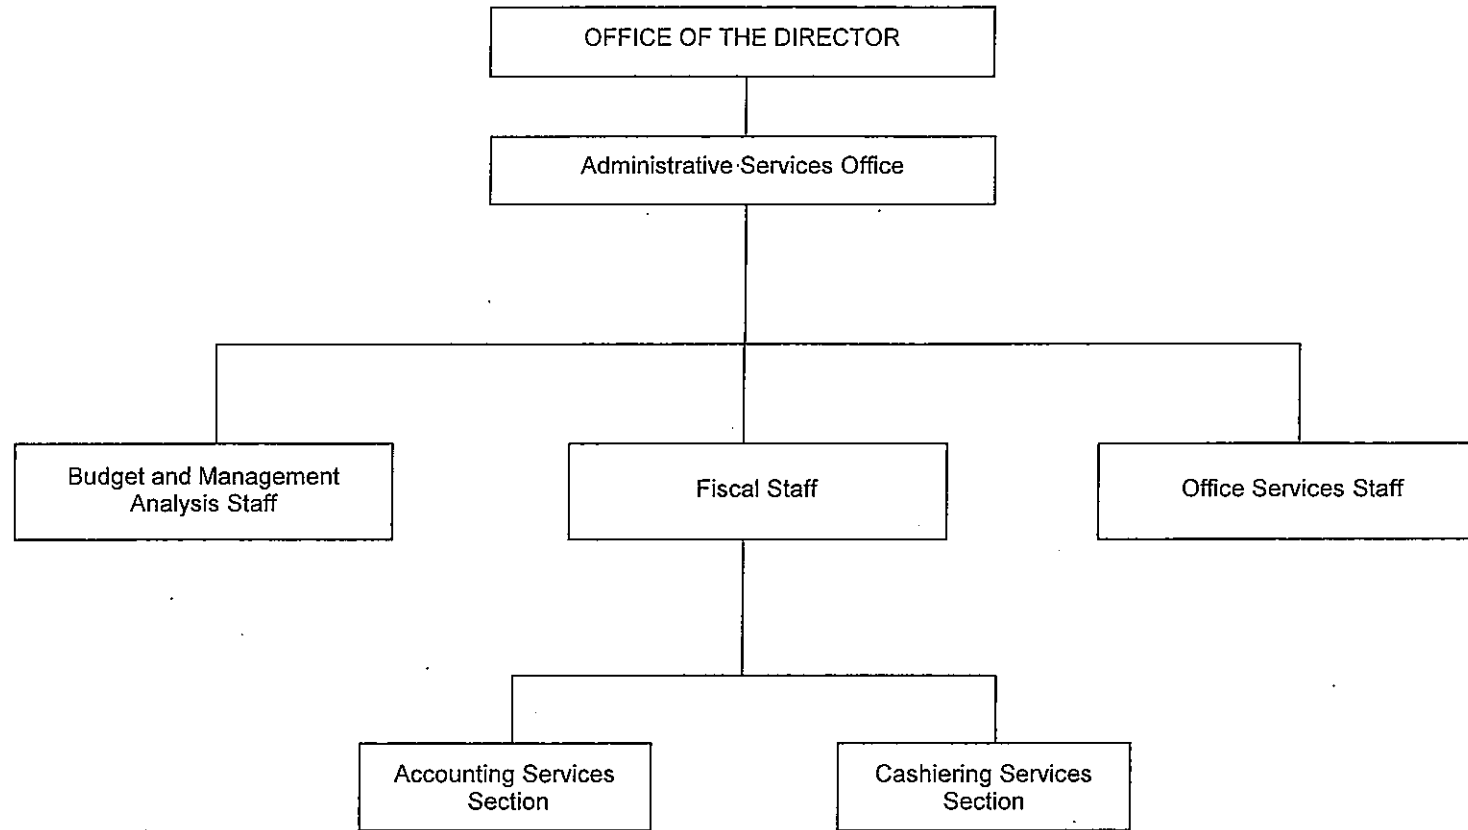 OFFICE OF THE DIRECTOR
Administrative Services Office
Budget and Management
Analysis Staff
Fiscal Staff
Office Services Staff
Accounting Services
Section
Cashiering Services
Section